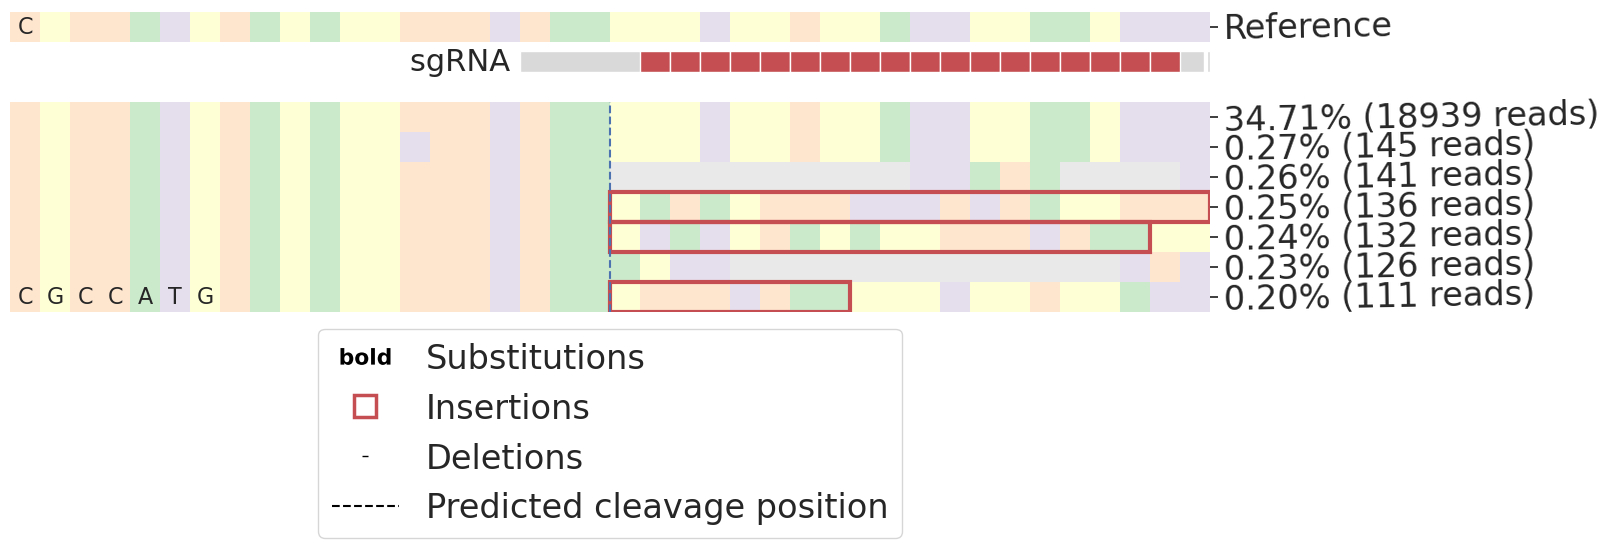 C Reference
sgRNA
34.71% (18939 reads)
0.27% (145 reads)
0.26% (141 reads)
0.25% (136 reads)
0.24% (132 reads)
0.23% (126 reads)
C G C C A T G 0.20% (111 reads)
bold Substitutions
Insertions
- Deletions
Predicted cleavage position